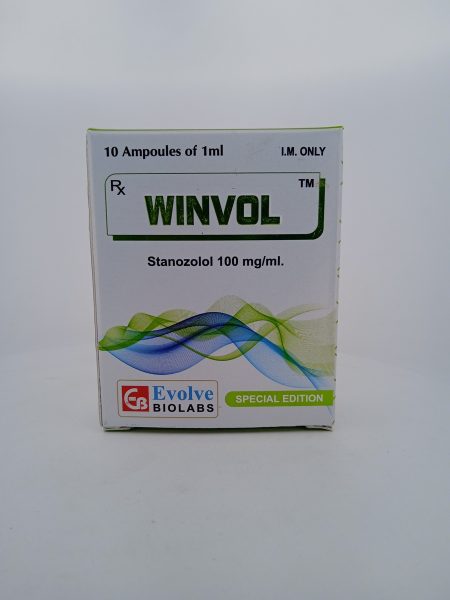 10 Ampoules of 1ml
I.M. ONLY
Rx
TM
WINVOL
Stanozolol 100 mg/ml.
EB
Evolve
BIOLABS
SPECIAL EDITION